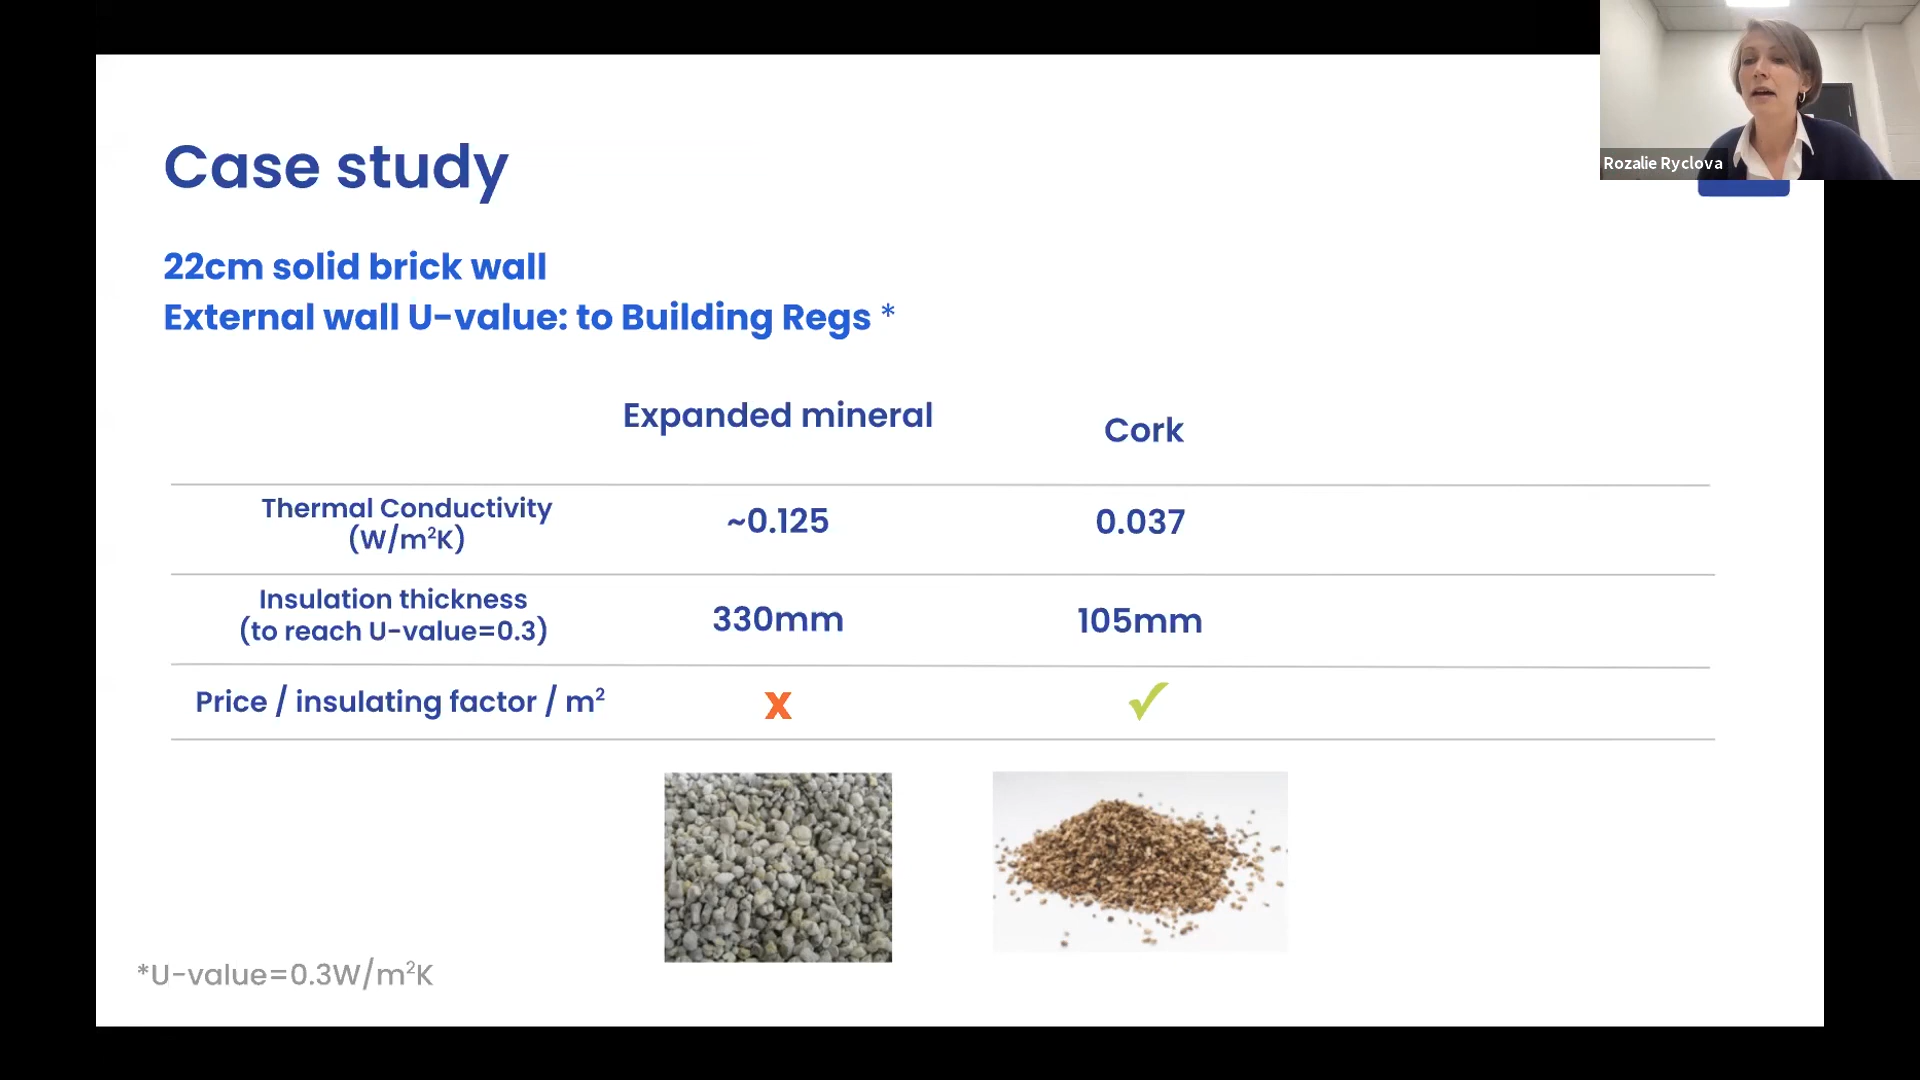 Rozalie Ryclova
Case study
22cm solid brick wall
External wall U-value: to Building Regs *
Expanded mineral
Cork
Thermal Conductivity
(W/m²K)
~0.125
0.037
Insulation thickness
(to reach U-value=0.3)
330mm
105mm
Price / insulating factor / m²
X
✓
*U-value=0.3W/m²K